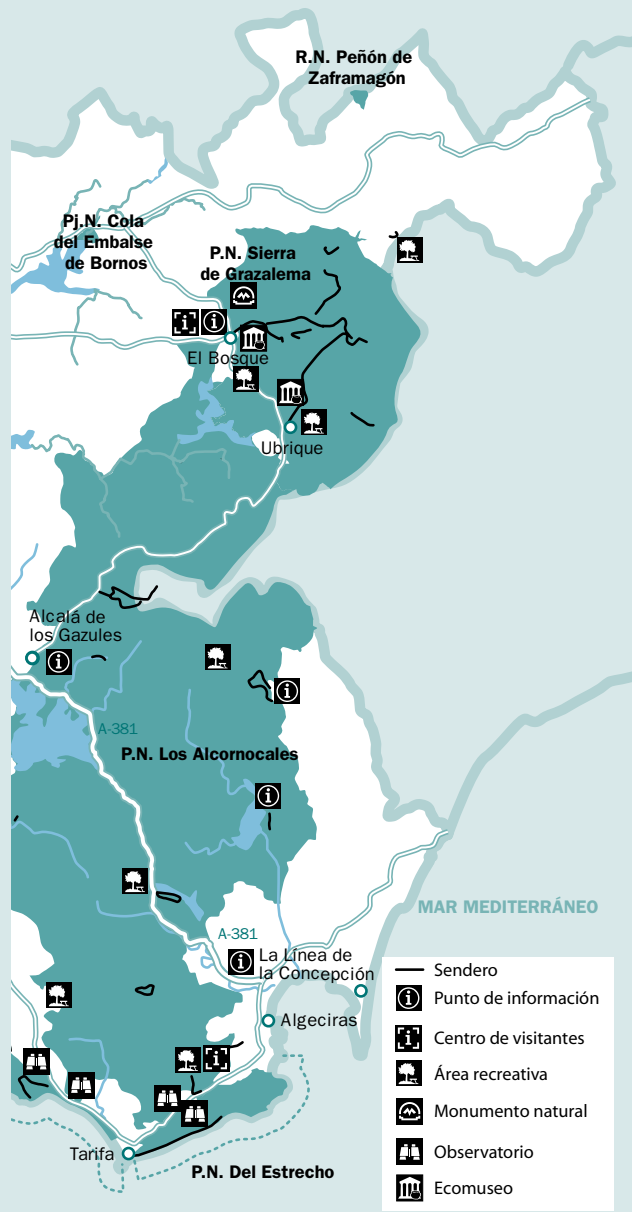 R.N. Peñón de
Zaframagón
Pj.N. Cola
del Embalse
de Bornos
P.N. Sierra
de Grazalema
El Bosque
Ubrique
Alcalá de
los Gazules
A-381
P.N. Los Alcornocales
MAR MEDITERRÁNEO
A-381
La Línea de
la Concepción
Algeciras
Tarifa
P.N. Del Estrecho
Sendero
Punto de información
Centro de visitantes
Área recreativa
Monumento natural
Observatorio
Ecomuseo